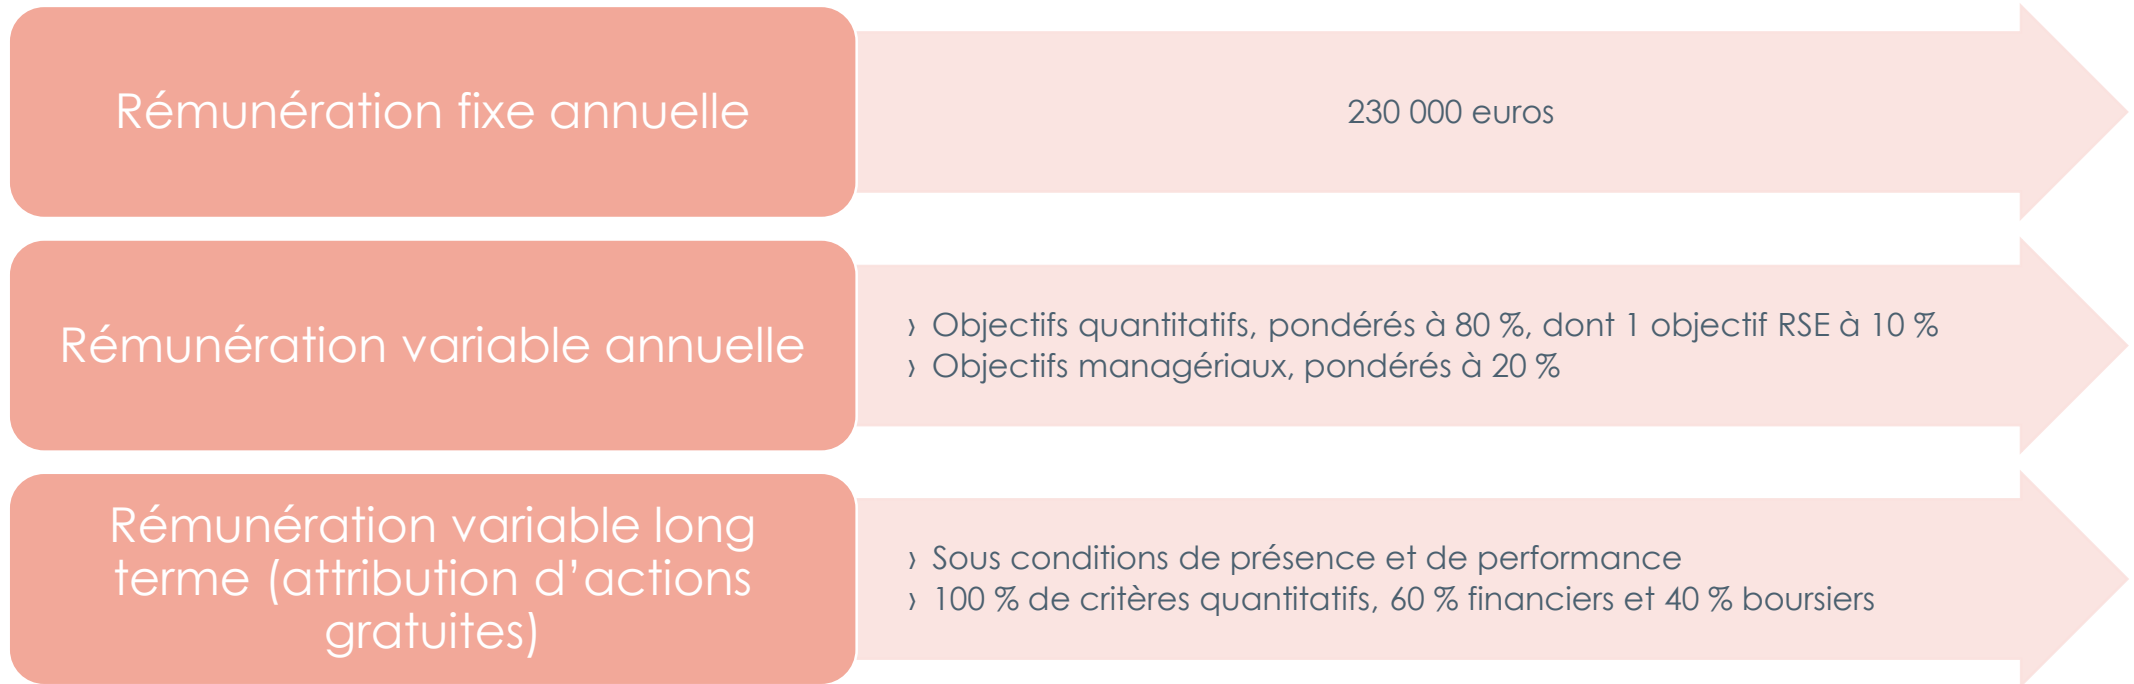 Rémunération fixe annuelle
230 000 euros
Rémunération variable annuelle
› Objectifs quantitatifs, pondérés à 80 %, dont 1 objectif RSE à 10 %
› Objectifs managériaux, pondérés à 20 %
Rémunération variable long
terme (attribution d’actions
gratuites)
› Sous conditions de présence et de performance
› 100 % de critères quantitatifs, 60 % financiers et 40 % boursiers